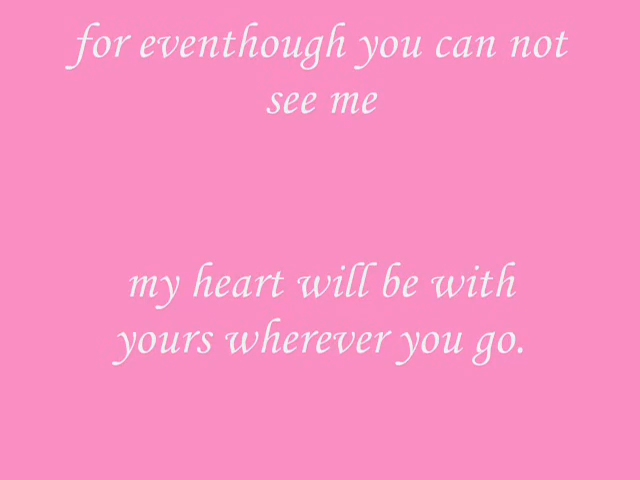 for eventhough you can not
see me
my heart will be with
yours wherever you go.